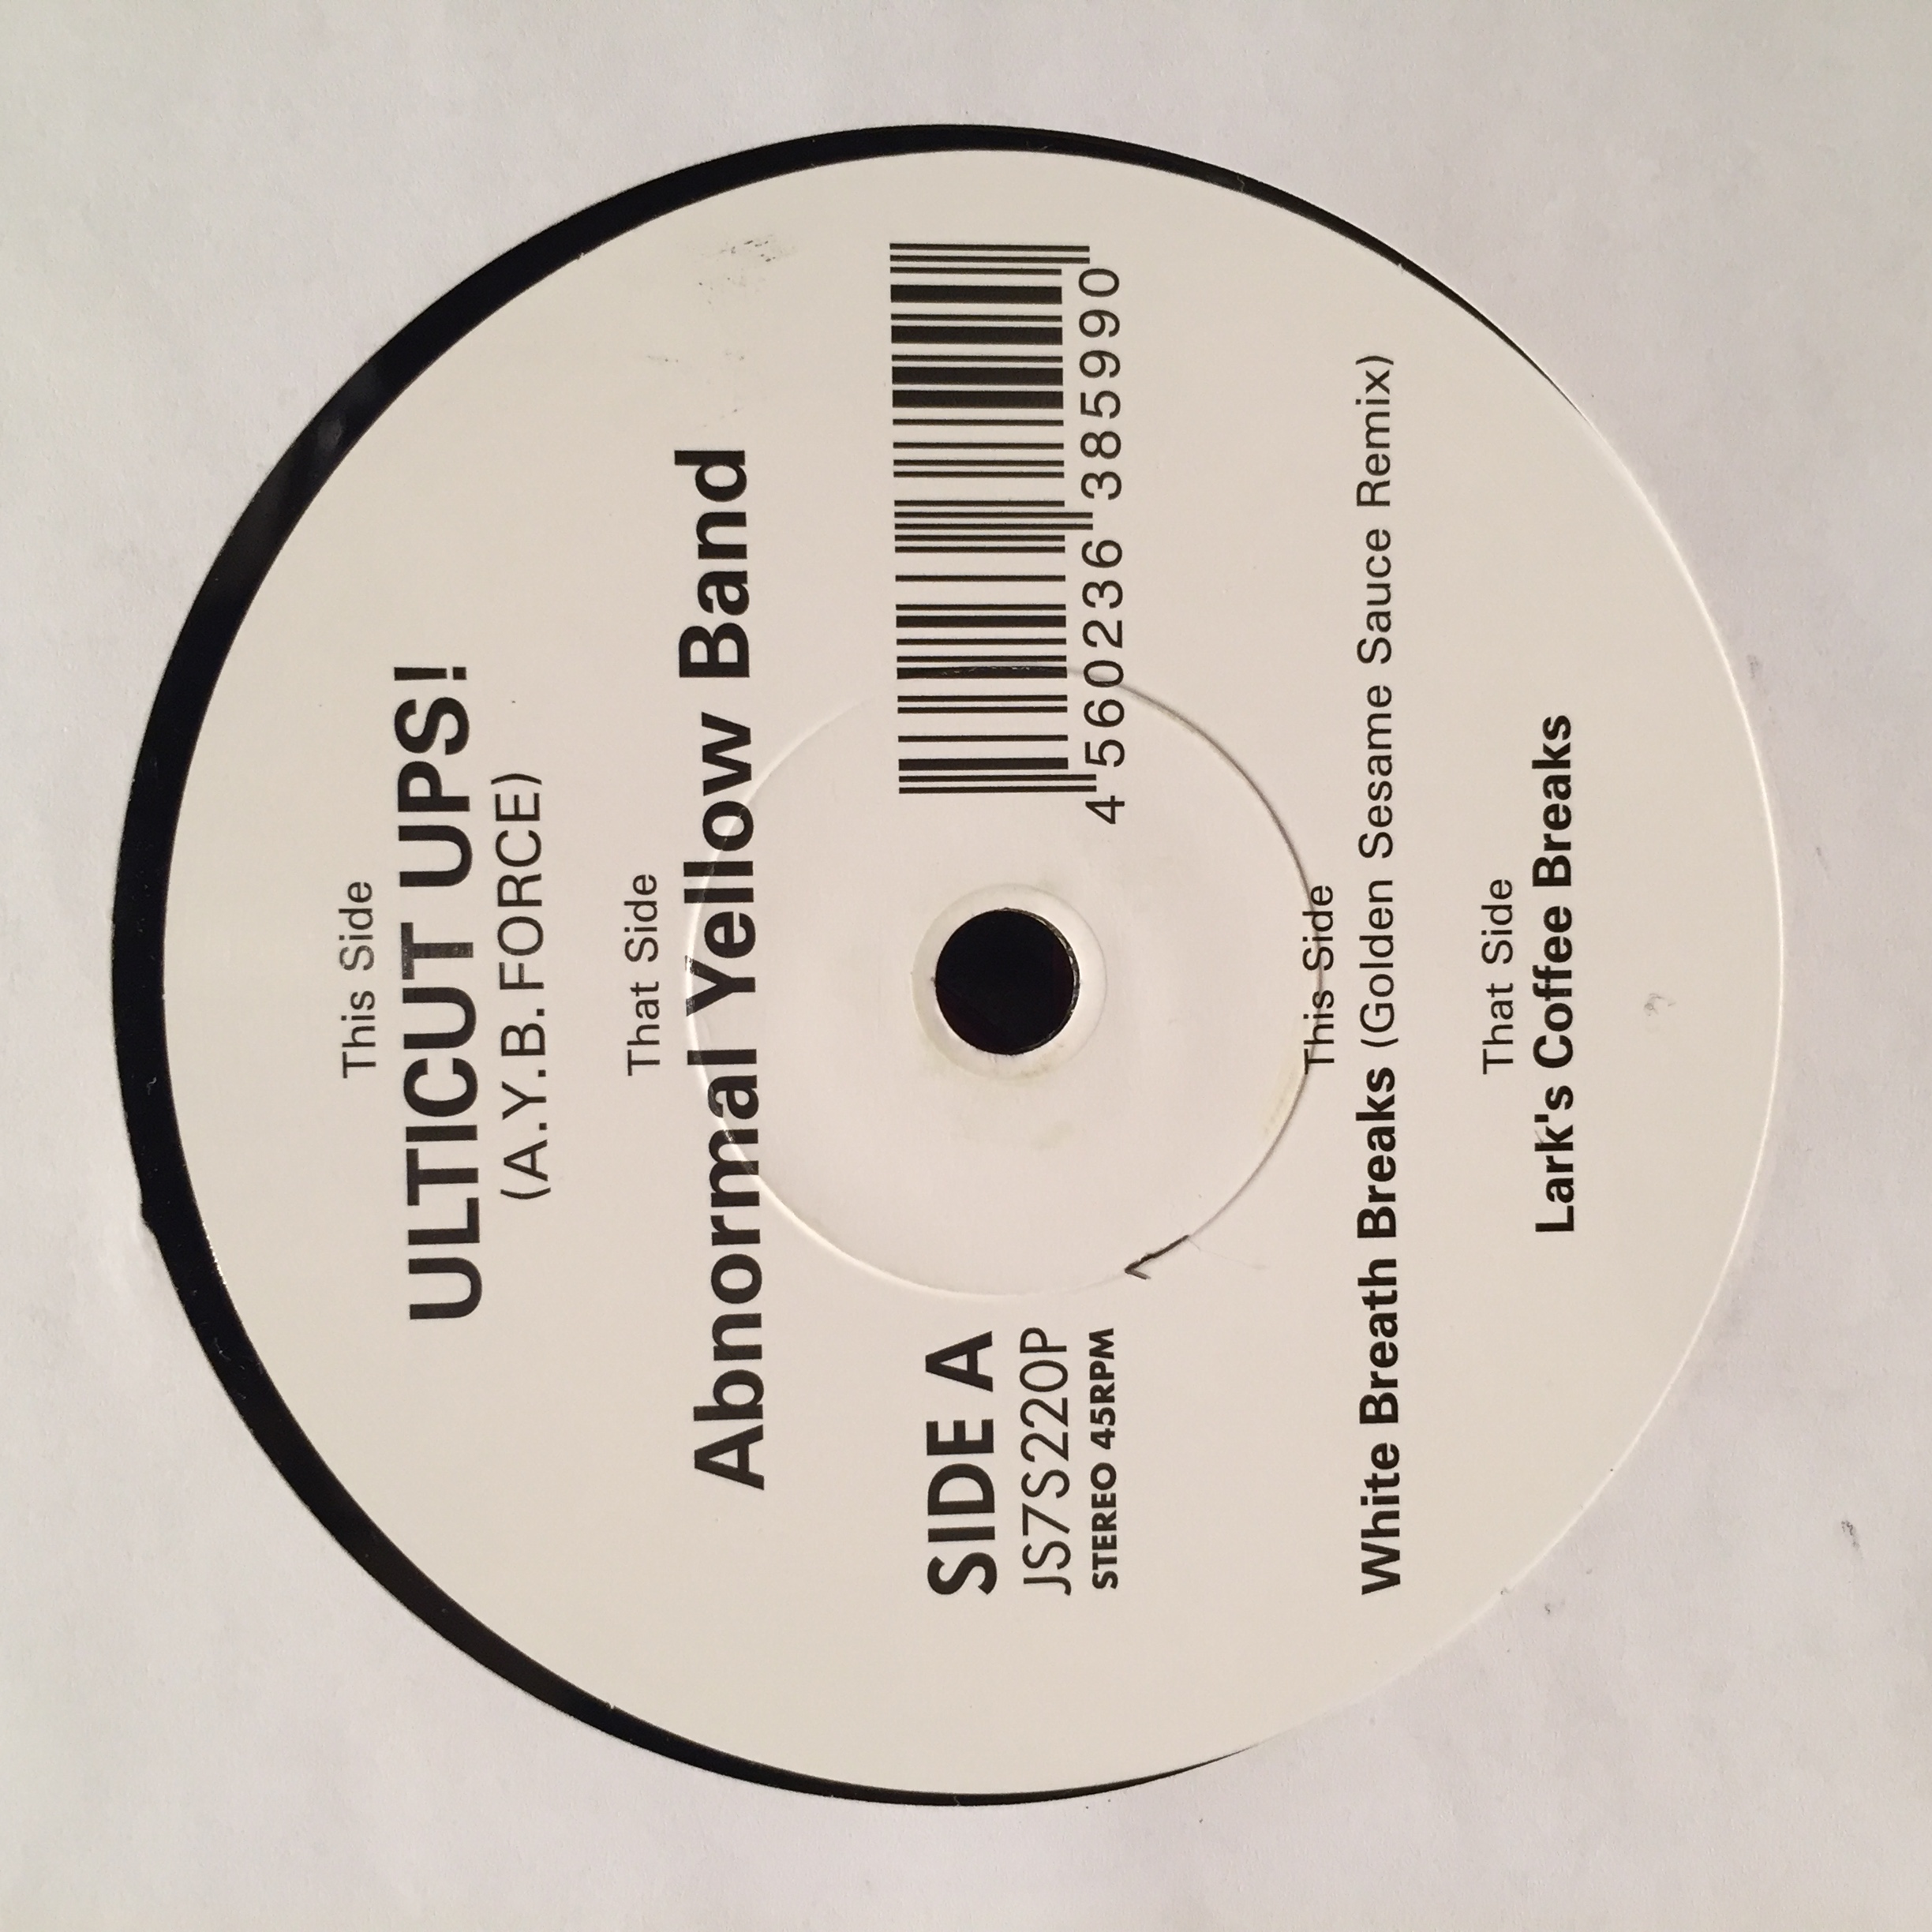 This Side
ULTICUT UPS!
(A.Y.B.FORCE)
That Side
Abnormal Yellow Band
SIDE A
JS7S220P
STEREO 45RPM
4 560236 385990
This Side
White Breath Breaks (Golden Sesame Sauce Remix)
That Side
Lark's Coffee Breaks